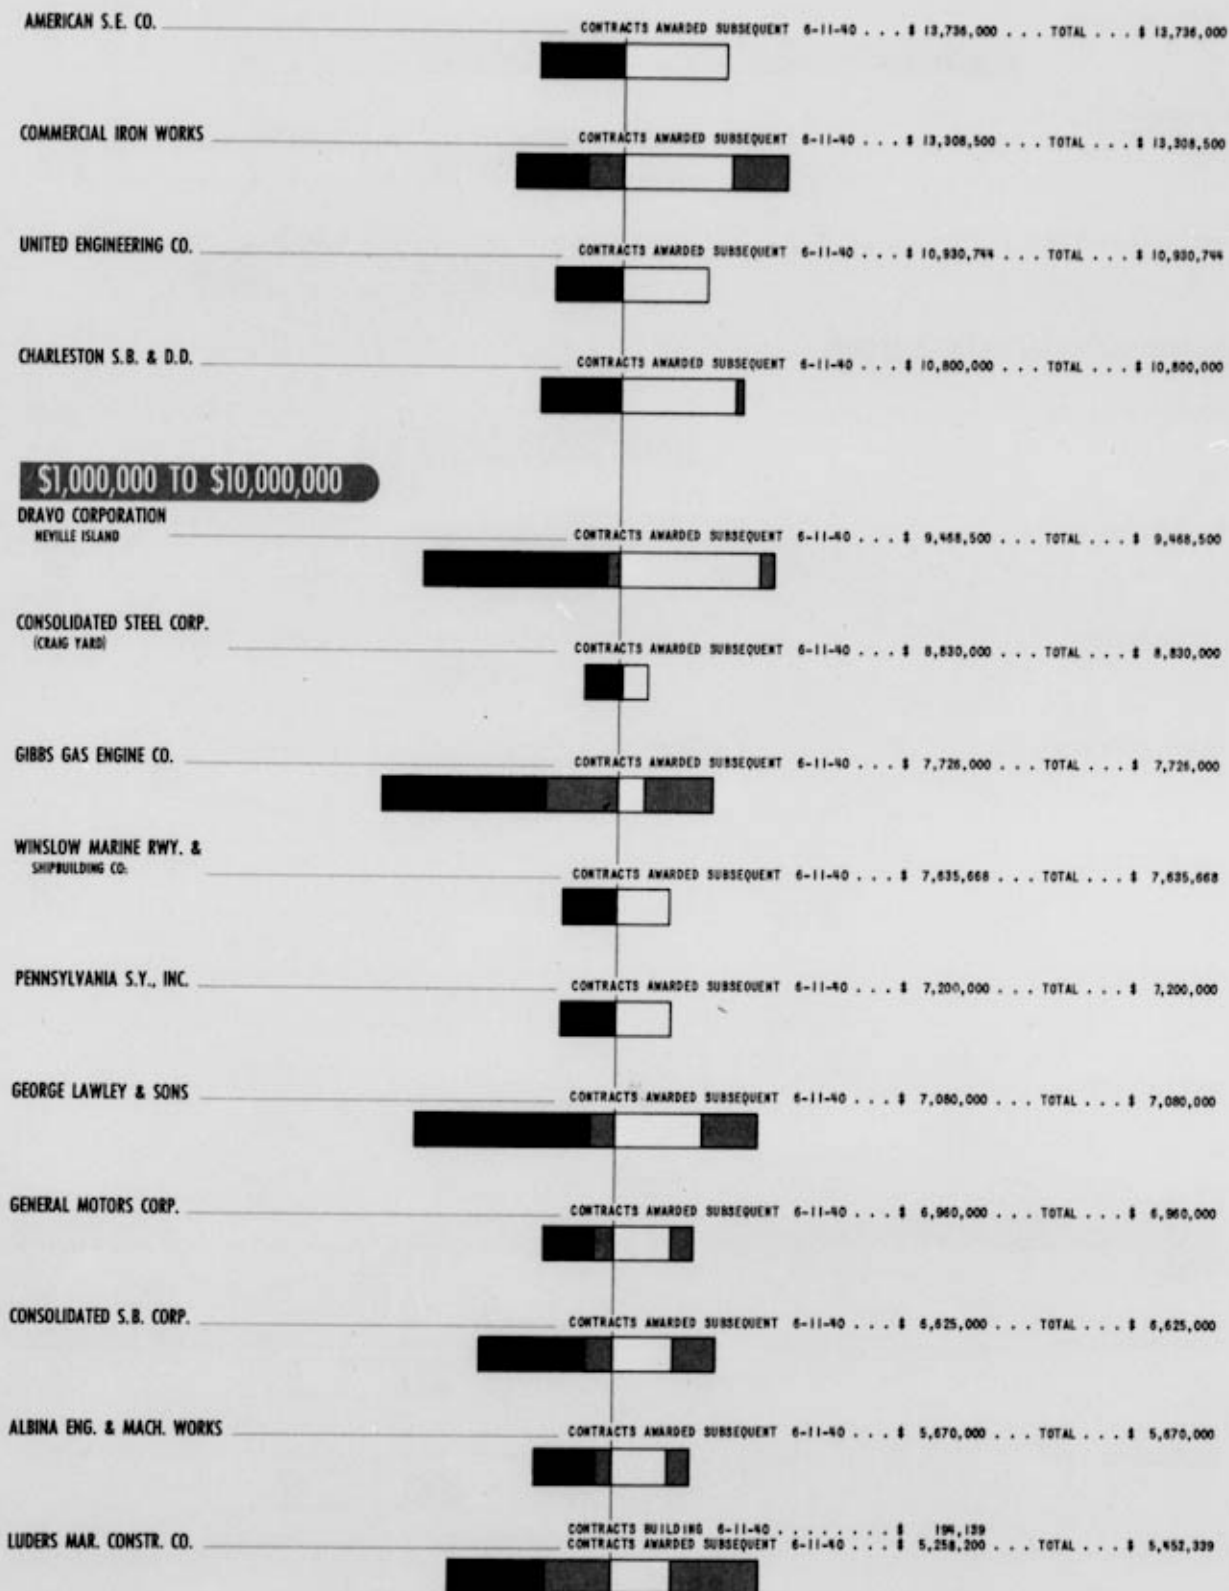 AMERICAN S.E. CO. CONTRACTS AWARDED SUBSEQUENT 6-11-40 . . . $ 13,736,000 . . . TOTAL . . . $ 13,736,000
COMMERCIAL IRON WORKS CONTRACTS AWARDED SUBSEQUENT 6-11-40 . . . $ 13,308,500 . . . TOTAL . . . $ 13,308,500
UNITED ENGINEERING CO. CONTRACTS AWARDED SUBSEQUENT 6-11-40 . . . $ 10,930,744 . . . TOTAL . . . $ 10,930,744
CHARLESTON S.B. & D.D. CONTRACTS AWARDED SUBSEQUENT 6-11-40 . . . $ 10,800,000 . . . TOTAL . . . $ 10,800,000
$1,000,000 TO $10,000,000
DRAVO CORPORATION
NEVILLE ISLAND CONTRACTS AWARDED SUBSEQUENT 6-11-40 . . . $ 9,468,500 . . . TOTAL . . . $ 9,468,500
CONSOLIDATED STEEL CORP.
(CRAIG YARD) CONTRACTS AWARDED SUBSEQUENT 6-11-40 . . . $ 8,830,000 . . . TOTAL . . . $ 8,830,000
GIBBS GAS ENGINE CO. CONTRACTS AWARDED SUBSEQUENT 6-11-40 . . . $ 7,726,000 . . . TOTAL . . . $ 7,726,000
WINSLOW MARINE RWY. &
SHIPBUILDING CO. CONTRACTS AWARDED SUBSEQUENT 6-11-40 . . . $ 7,635,668 . . . TOTAL . . . $ 7,635,668
PENNSYLVANIA S.Y., INC. CONTRACTS AWARDED SUBSEQUENT 6-11-40 . . . $ 7,200,000 . . . TOTAL . . . $ 7,200,000
GEORGE LAWLEY & SONS CONTRACTS AWARDED SUBSEQUENT 6-11-40 . . . $ 7,080,000 . . . TOTAL . . . $ 7,080,000
GENERAL MOTORS CORP. CONTRACTS AWARDED SUBSEQUENT 6-11-40 . . . $ 6,960,000 . . . TOTAL . . . $ 6,960,000
CONSOLIDATED S.B. CORP. CONTRACTS AWARDED SUBSEQUENT 6-11-40 . . . $ 6,625,000 . . . TOTAL . . . $ 6,625,000
ALBINA ENG. & MACH. WORKS CONTRACTS AWARDED SUBSEQUENT 6-11-40 . . . $ 5,670,000 . . . TOTAL . . . $ 5,670,000
CONTRACTS BUILDING 6-11-40 . . . . . . . . $ 194,139
LUDERS MAR. CONSTR. CO. CONTRACTS AWARDED SUBSEQUENT 6-11-40 . . . $ 5,258,200 . . . TOTAL . . . $ 5,452,339